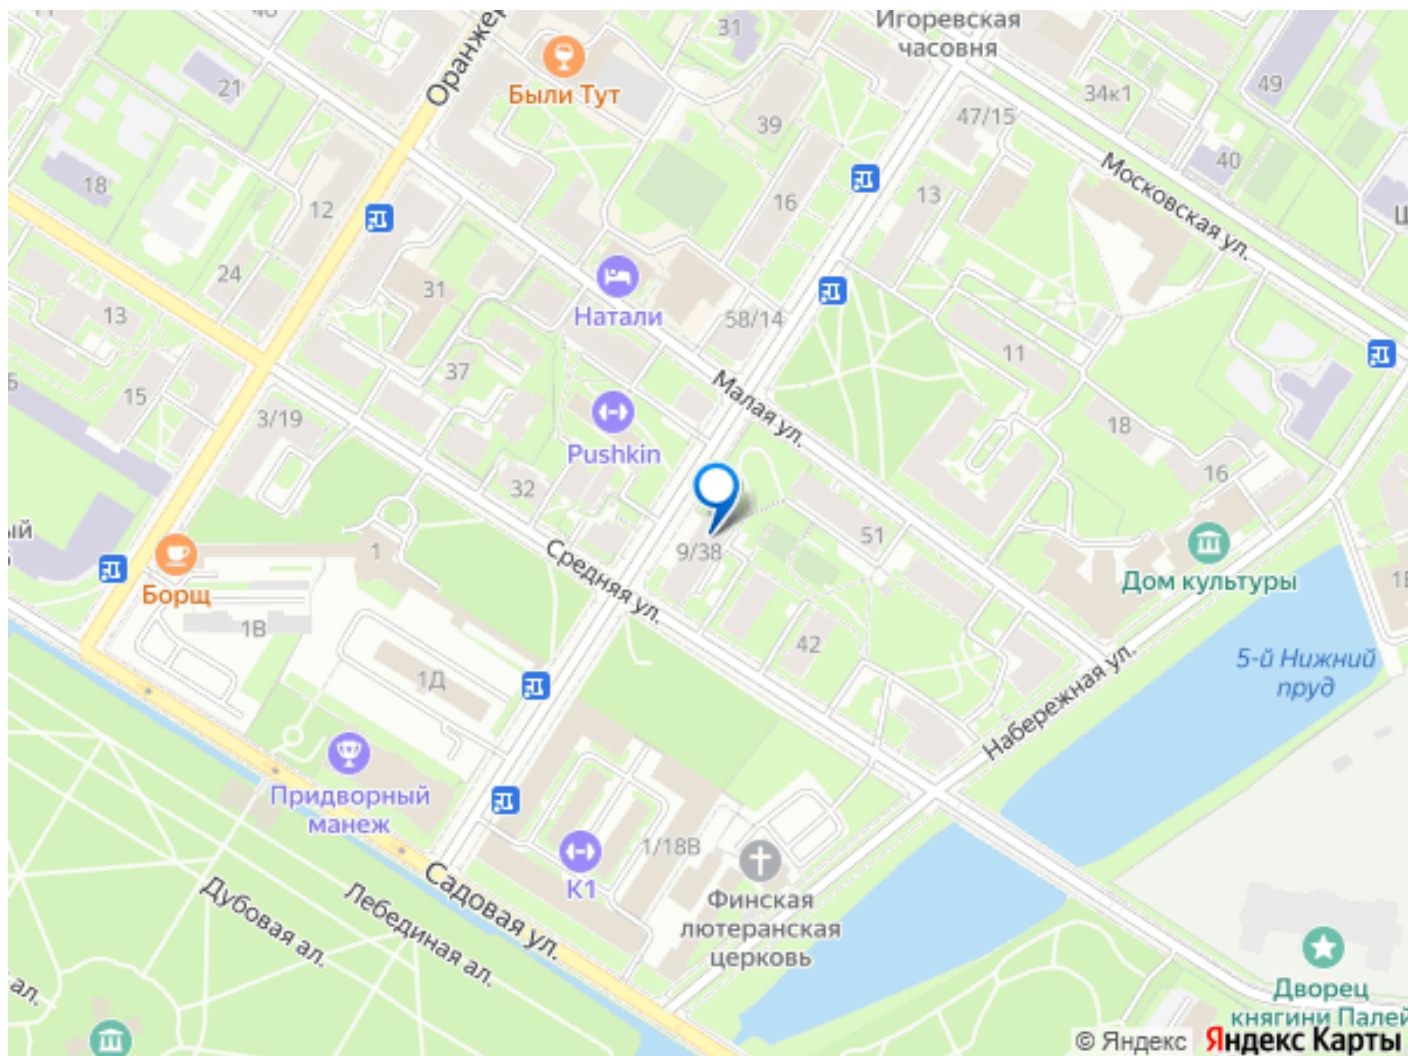 40
Игоревская
часовня
31
Оранжер
Были Тут
21
49
34к1
47/15
39
40
Московская ул.
18
12
16
13
Ш
24
31
Натали
58/14
13
11
37
Малая ул.
15
3/19
Pushkin
18
16
32
ый
9/38
51
1
Средняя ул.
Дом культуры
Борщ
1В
42
5-й Нижний
пруд
1Д
Набережная ул.
Придворный
манеж
1/18В
К1
Садовая ул.
Финская
лютеранская
церковь
Дубовая ал.
Лебединая ал.
ал.
Дворец
княгини Палей
© Яндекс Яндекс Карты